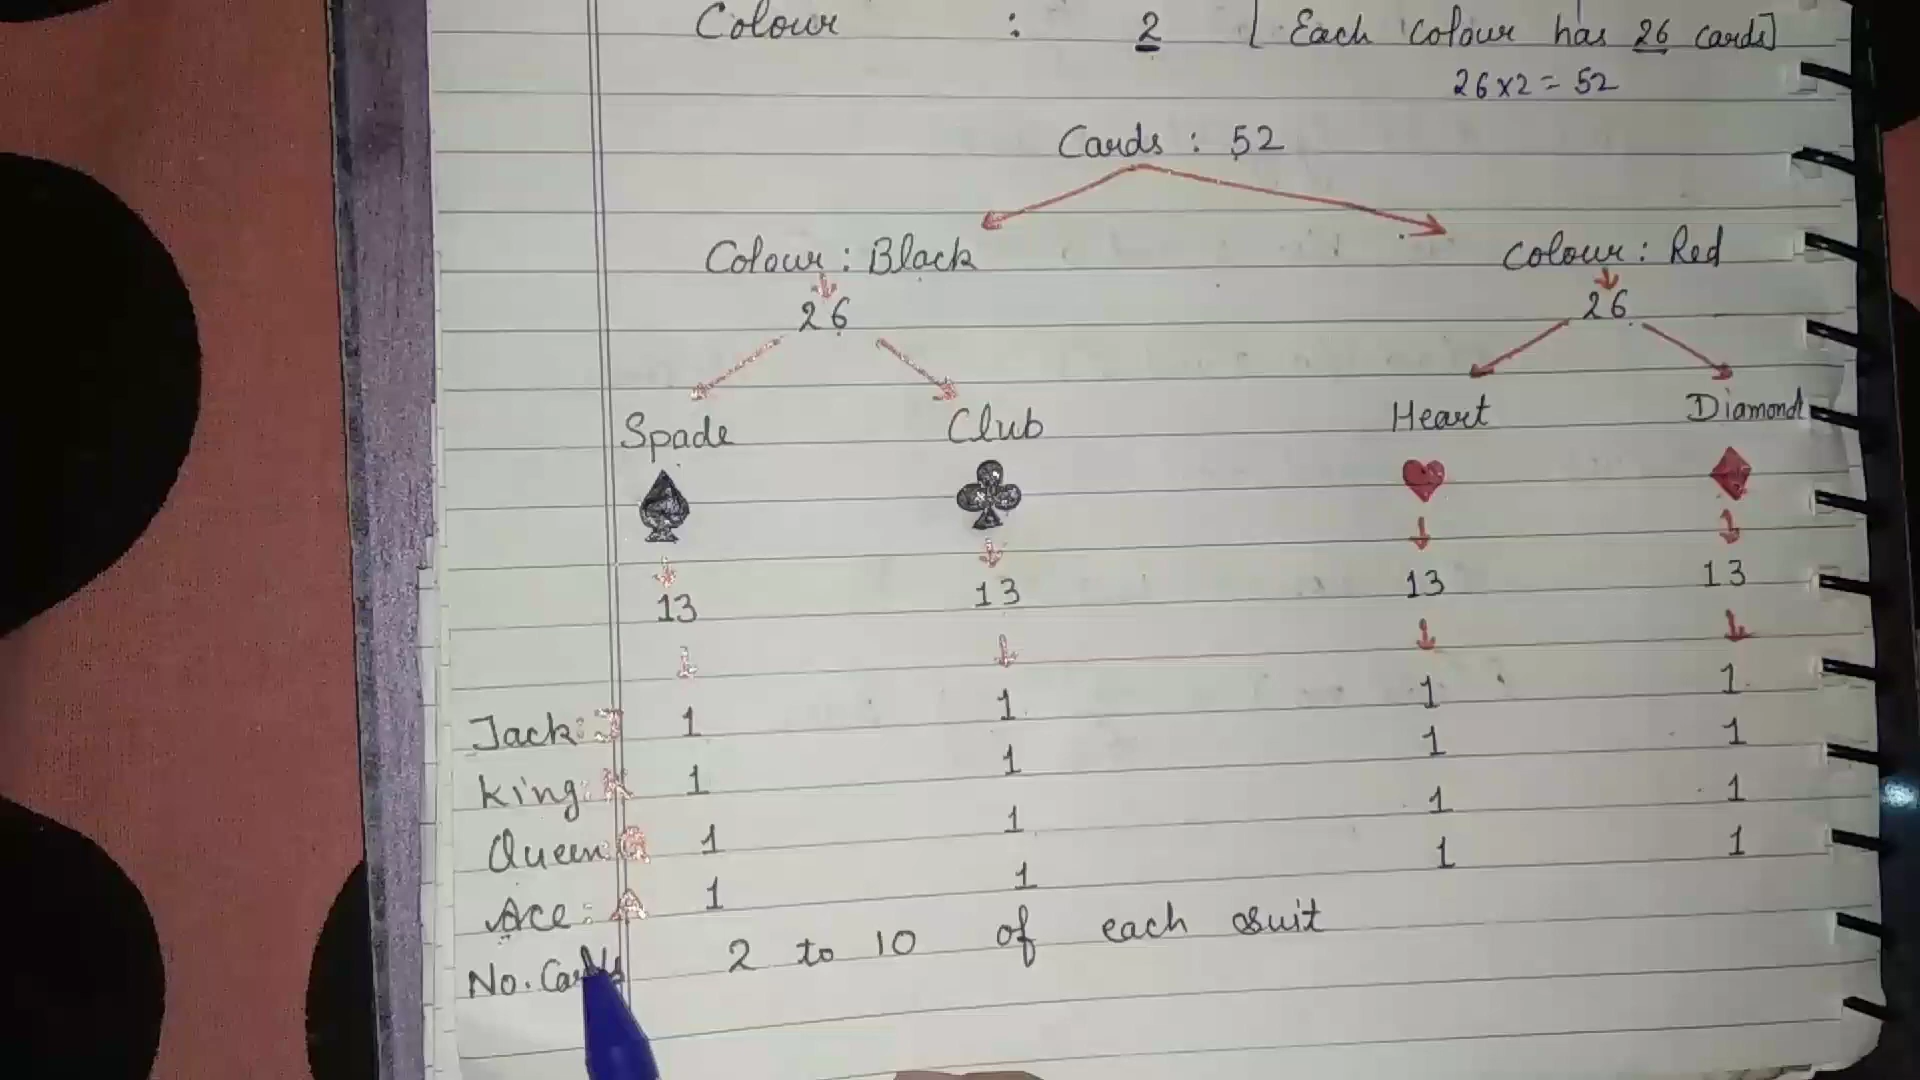 Colour : 2 [Each Colour has 26 cards]
26×2=52
Cards : 52
Colour : Black Colour : Red
26 26
Spade Club Heart Diamond
13 13 13 13
Jack: J 1 1 1 1
King: K 1 1 1 1
Queen: Q 1 1 1 1
Ace: A 1 1 1 1
No. Cards 2 to 10 of each suit